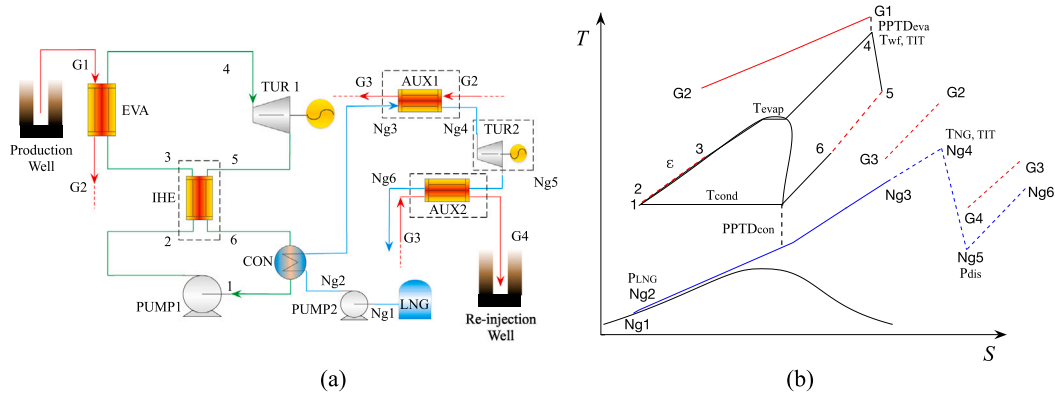 G1
4
TUR 1
EVA
Production
Well
G2
3
5
IHE
2
6
CON
1
PUMP1
G3
AUX1
G2
Ng3
Ng4
TUR2
Ng6
Ng5
AUX2
G3
G4
Ng2
PUMP2
Ng1
LNG
Re-injection
Well
(a)
T
G1
PPTDeva
Twf, TIT
4
G2
Tevap
5
G2
3
6
ε
G3
TNG, TIT
Ng4
2
1
Tcond
Ng3
G3
Ng6
G4
PPTDcon
PLNG
Ng2
Ng5
Pdis
Ng1
S
(b)